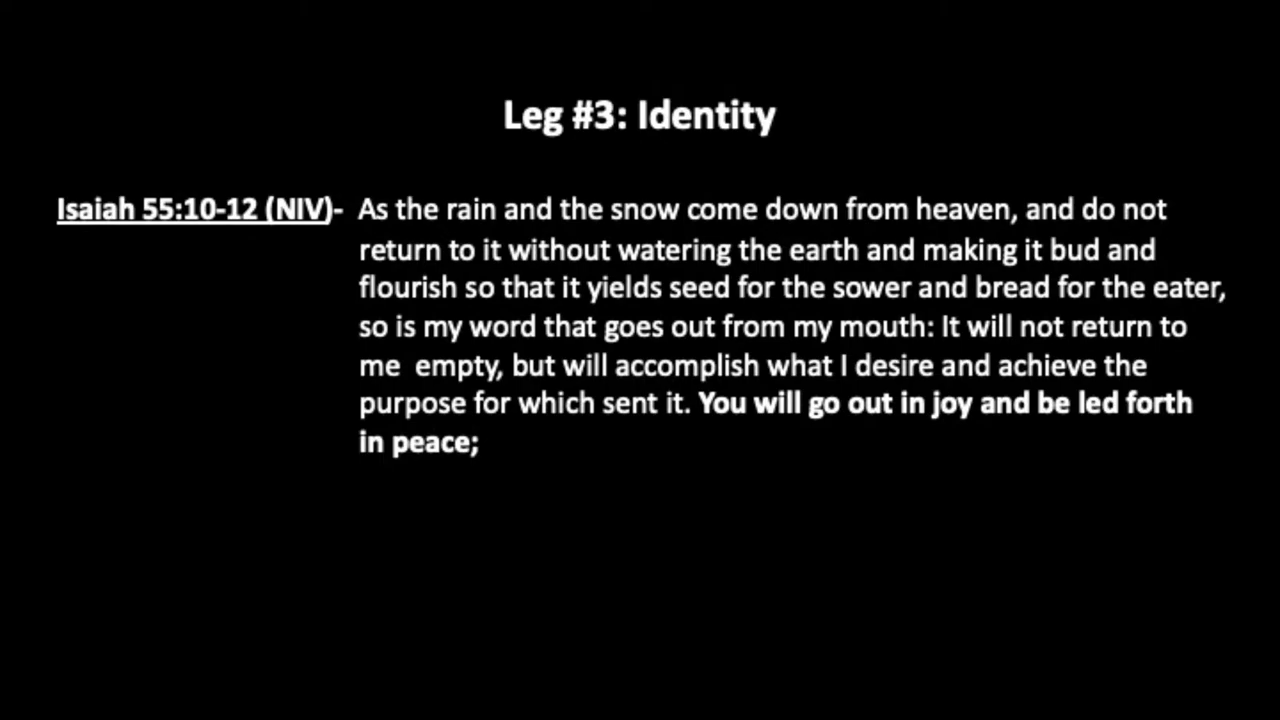 Leg #3: Identity
Isaiah 55:10-12 (NIV)- As the rain and the snow come down from heaven, and do not
return to it without watering the earth and making it bud and
flourish so that it yields seed for the sower and bread for the eater,
so is my word that goes out from my mouth: It will not return to
me  empty, but will accomplish what I desire and achieve the
purpose for which sent it. You will go out in joy and be led forth
in peace;